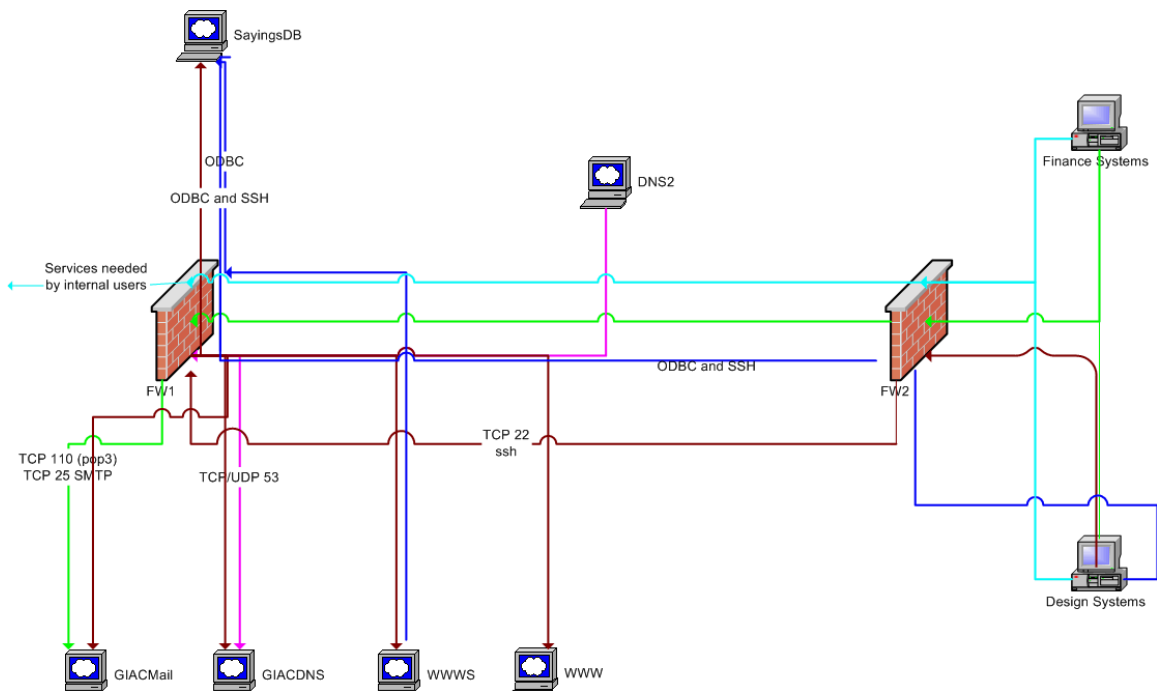 SayingsDB
ODBC
Finance Systems
DNS2
ODBC and SSH
Services needed
by internal users
ODBC and SSH
FW1
FW2
TCP 22
ssh
TCP 110 (pop3)
TCP 25 SMTP
TCP/UDP 53
Design Systems
GIACMail
GIACDNS
WWWS
WWW